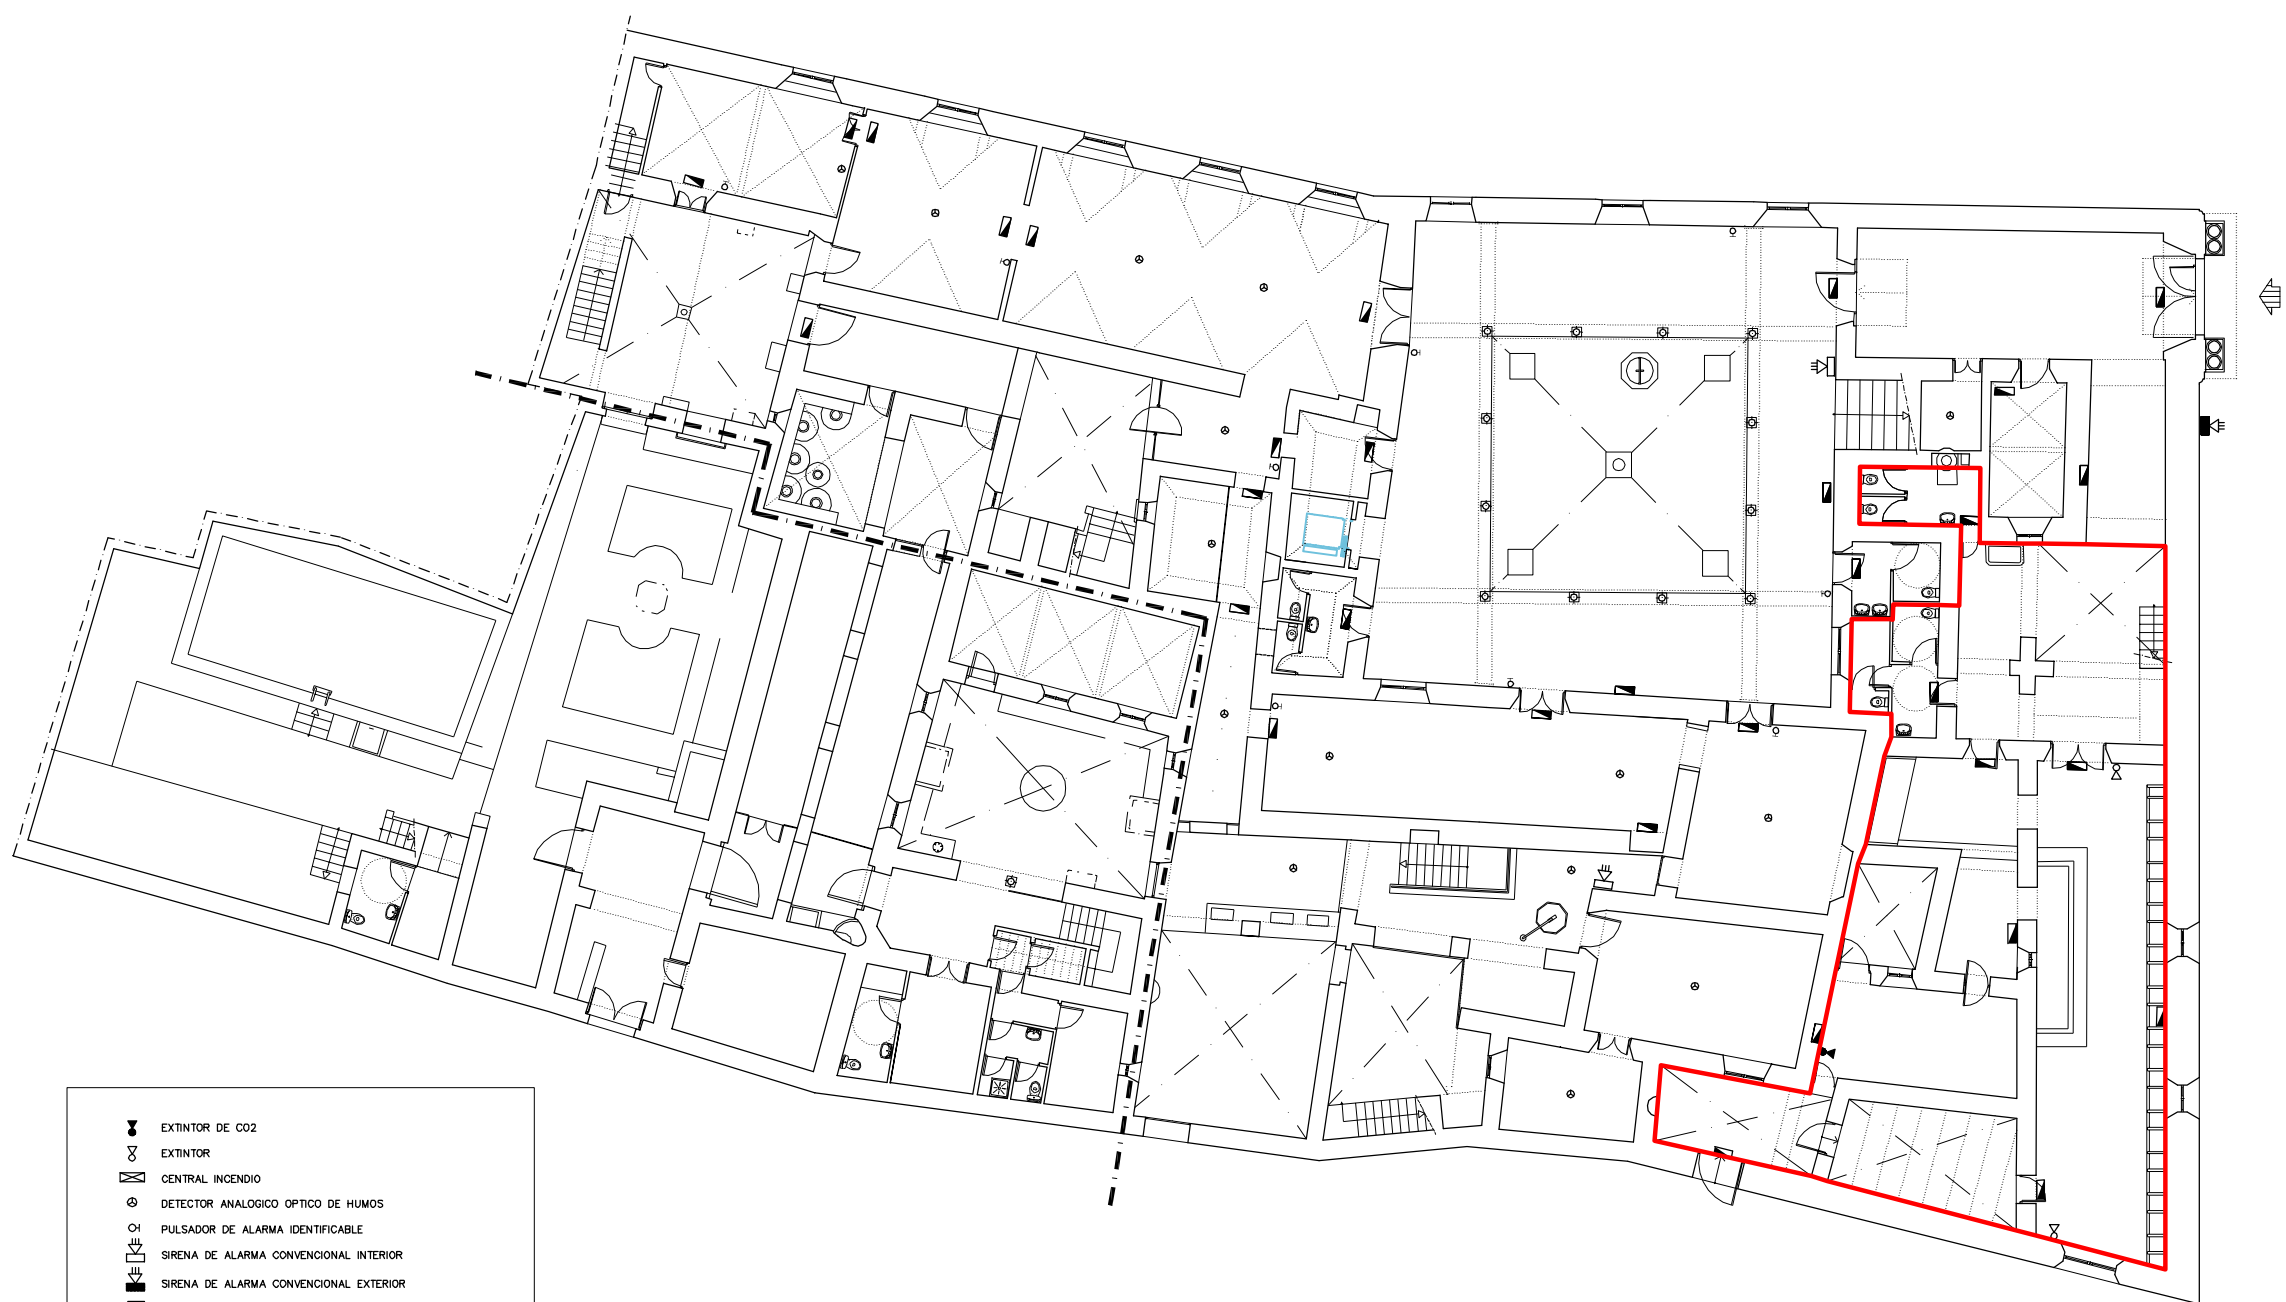 EXTINTOR DE CO2
EXTINTOR
CENTRAL INCENDIO
DETECTOR ANALOGICO OPTICO DE HUMOS
PULSADOR DE ALARMA IDENTIFICABLE
SIRENA DE ALARMA CONVENCIONAL INTERIOR
SIRENA DE ALARMA CONVENCIONAL EXTERIOR